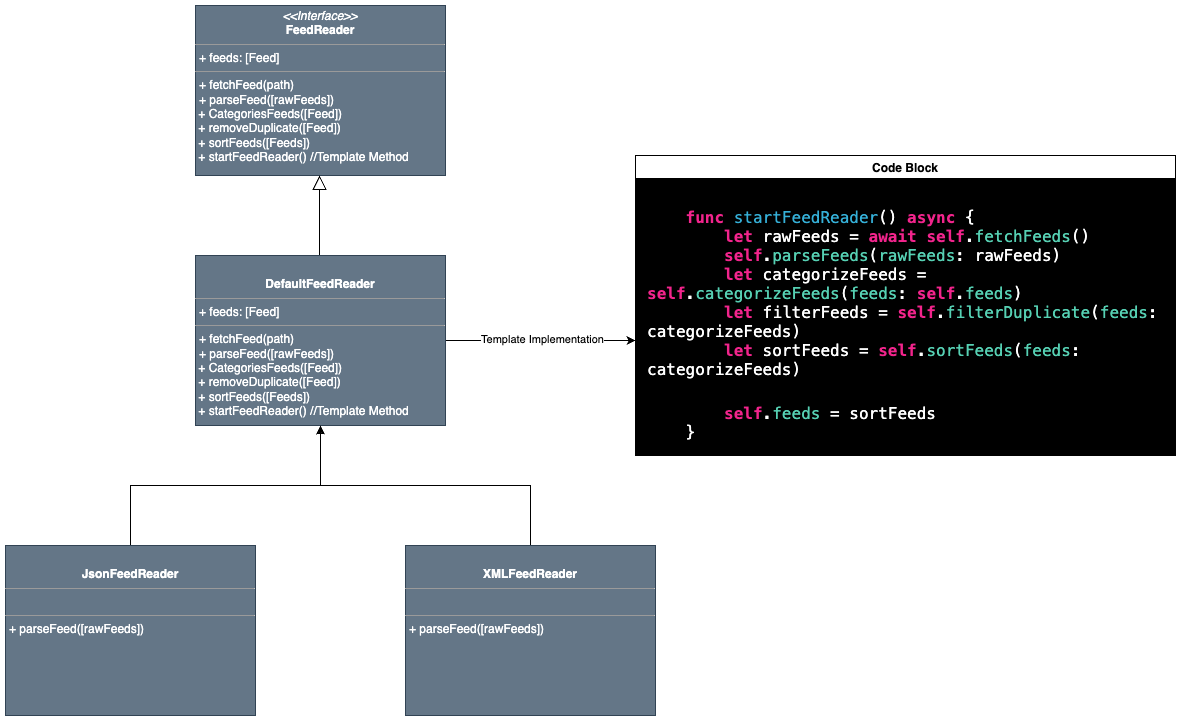 <<Interface>>
FeedReader
+ feeds: [Feed]
+ fetchFeed(path)
+ parseFeed([rawFeeds])
+ CategoriesFeeds([Feed])
+ removeDuplicate([Feed])
+ sortFeeds([Feeds])
+ startFeedReader() //Template Method
DefaultFeedReader
+ feeds: [Feed]
+ fetchFeed(path)
+ parseFeed([rawFeeds])
+ CategoriesFeeds([Feed])
+ removeDuplicate([Feed])
+ sortFeeds([Feeds])
+ startFeedReader() //Template Method
Template Implementation
Code Block
func startFeedReader() async {
let rawFeeds = await self.fetchFeeds()
self.parseFeeds(rawFeeds: rawFeeds)
let categorizeFeeds =
self.categorizeFeeds(feeds: self.feeds)
let filterFeeds = self.filterDuplicate(feeds:
categorizeFeeds)
let sortFeeds = self.sortFeeds(feeds:
categorizeFeeds)
self.feeds = sortFeeds
}
JsonFeedReader
+ parseFeed([rawFeeds])
XMLFeedReader
+ parseFeed([rawFeeds])